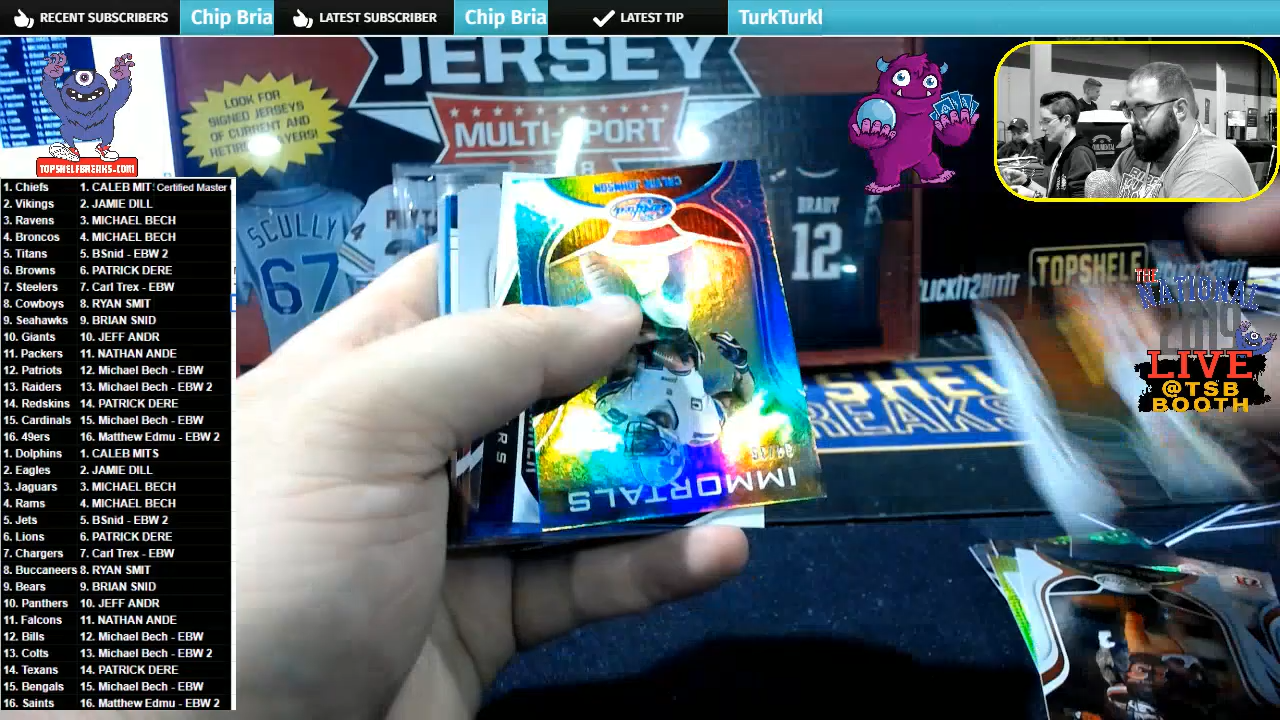 RECENT SUBSCRIBERS
Chip Bria
LATEST SUBSCRIBER
Chip Bria
LATEST TIP
TurkTurkl
TOPSHELFBREAKS.COM
1. Chiefs 1. CALEB MIT Certified Master
2. Vikings 2. JAMIE DILL
3. Ravens 3. MICHAEL BECH
4. Broncos 4. MICHAEL BECH
5. Titans 5. BSnid - EBW 2
6. Browns 6. PATRICK DERE
7. Steelers 7. Carl Trex - EBW
8. Cowboys 8. RYAN SMIT
9. Seahawks 9. BRIAN SNID
10. Giants 10. JEFF ANDR
11. Packers 11. NATHAN ANDE
12. Patriots 12. Michael Bech - EBW
13. Raiders 13. Michael Bech - EBW 2
14. Redskins 14. PATRICK DERE
15. Cardinals 15. Michael Bech - EBW
16. 49ers 16. Matthew Edmu - EBW 2
1. Dolphins 1. CALEB MITS
2. Eagles 2. JAMIE DILL
3. Jaguars 3. MICHAEL BECH
4. Rams 4. MICHAEL BECH
5. Jets 5. BSnid - EBW 2
6. Lions 6. PATRICK DERE
7. Chargers 7. Carl Trex - EBW
8. Buccaneers 8. RYAN SMIT
9. Bears 9. BRIAN SNID
10. Panthers 10. JEFF ANDR
11. Falcons 11. NATHAN ANDE
12. Bills 12. Michael Bech - EBW
13. Colts 13. Michael Bech - EBW 2
14. Texans 14. PATRICK DERE
15. Bengals 15. Michael Bech - EBW
16. Saints 16. Matthew Edmu - EBW 2
JERSEY
MULTI-SPORT
LOOK FOR
SIGNED JERSEYS
OF CURRENT AND
SCULLY
67
BRADY
12
CALVIN JOHNSON
IMMORTALS
TOPSHELF
CLICKIT2HITIT
BREAKS
THE
NATIONAL
2019
LIVE
@TSB
BOOTH